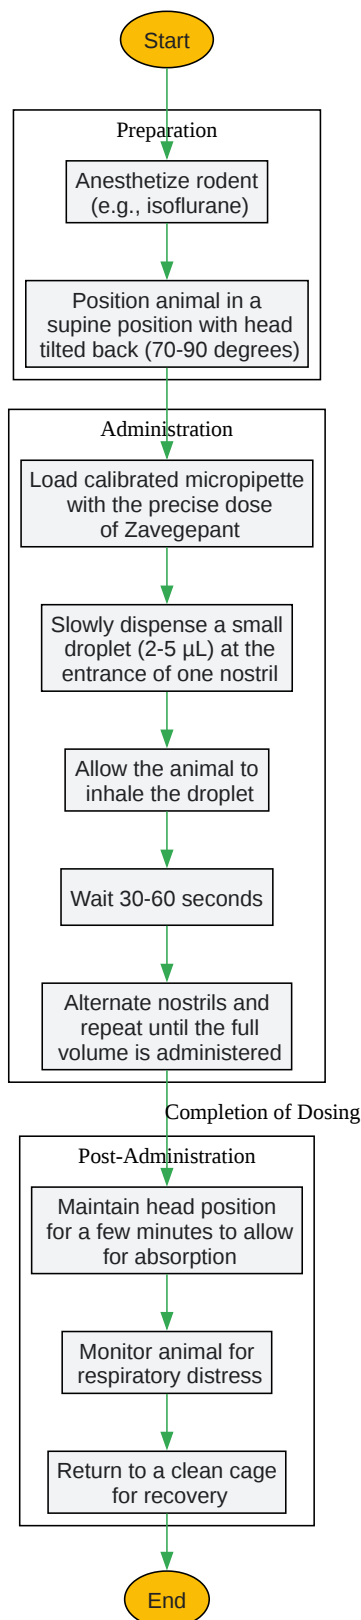 Start
Preparation
Anesthetize rodent
(e.g., isoflurane)
Position animal in a
supine position with head
tilted back (70-90 degrees)
Administration
Load calibrated micropipette
with the precise dose
of Zavegepant
Slowly dispense a small
droplet (2-5 µL) at the
entrance of one nostril
Allow the animal to
inhale the droplet
Wait 30-60 seconds
Alternate nostrils and
repeat until the full
volume is administered
Completion of Dosing
Post-Administration
Maintain head position
for a few minutes to allow
for absorption
Monitor animal for
respiratory distress
Return to a clean cage
for recovery
End